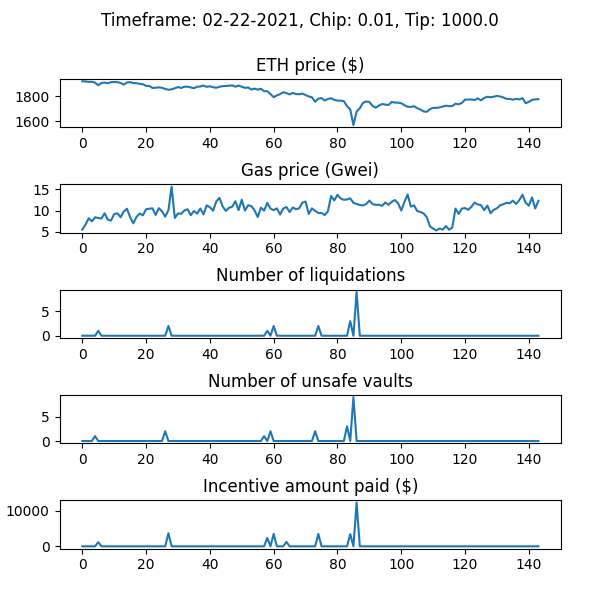 Timeframe: 02-22-2021, Chip: 0.01, Tip: 1000.0
ETH price ($)
1800
1600
0 20 40 60 80 100 120 140
Gas price (Gwei)
15
10
5
0 20 40 60 80 100 120 140
Number of liquidations
5
0
0 20 40 60 80 100 120 140
Number of unsafe vaults
5
0
0 20 40 60 80 100 120 140
Incentive amount paid ($)
10000
0
0 20 40 60 80 100 120 140